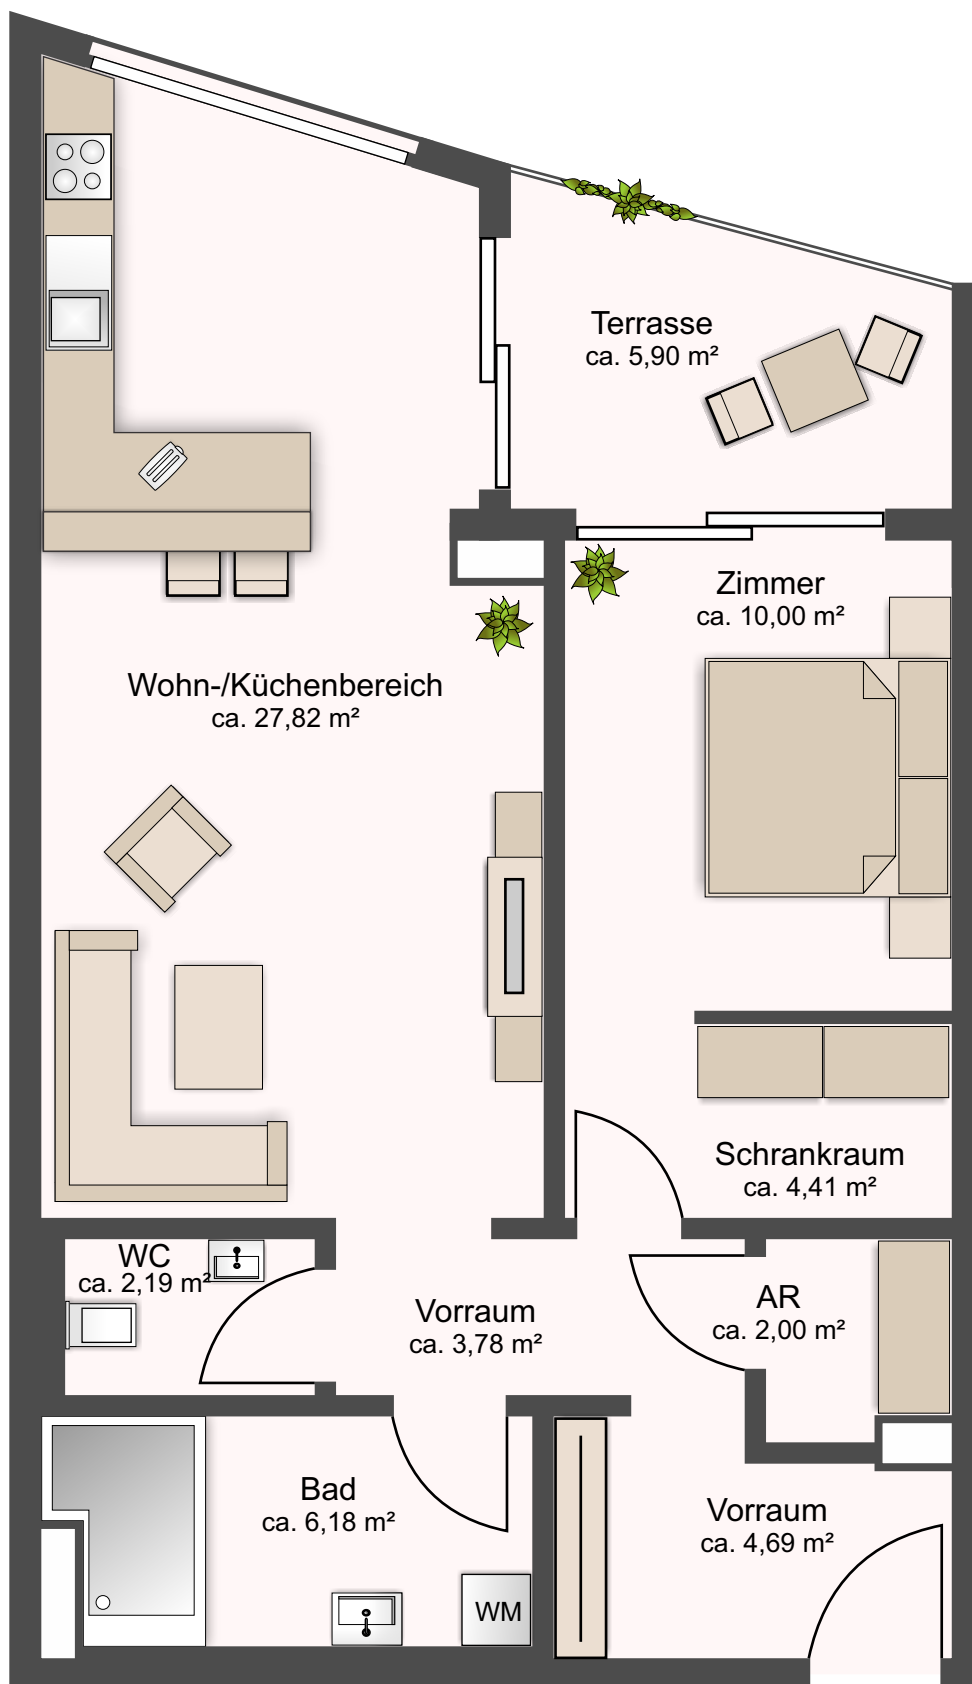 Terrasse
ca. 5,90 m²
Zimmer
ca. 10,00 m²
Wohn-/Küchenbereich
ca. 27,82 m²
Schrankraum
ca. 4,41 m²
WC
ca. 2,19 m²
Vorraum
ca. 3,78 m²
AR
ca. 2,00 m²
Bad
ca. 6,18 m²
Vorraum
ca. 4,69 m²
WM